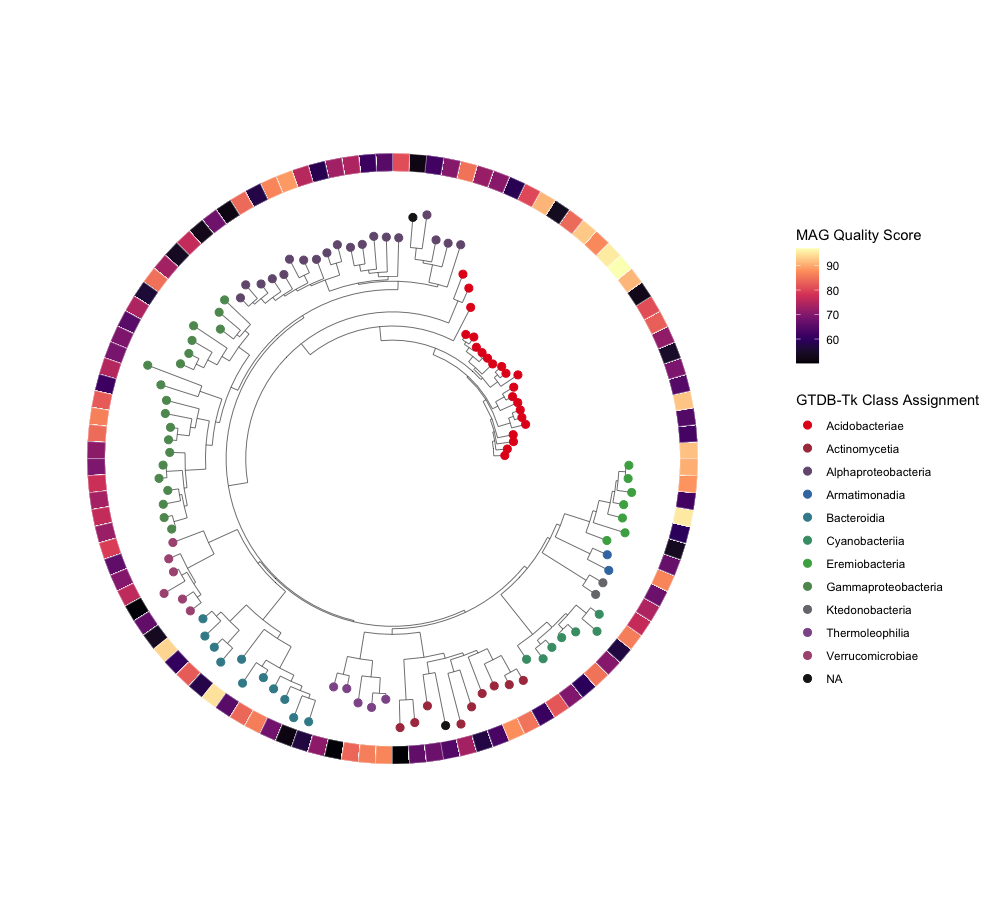 MAG Quality Score
90
80
70
60
GTDB-Tk Class Assignment
Acidobacteriae
Actinomycetia
Alphaproteobacteria
Armatimonadia
Bacteroidia
Cyanobacteriia
Eremiobacteria
Gammaproteobacteria
Ktedonobacteria
Thermoleophilia
Verrucomicrobiae
NA